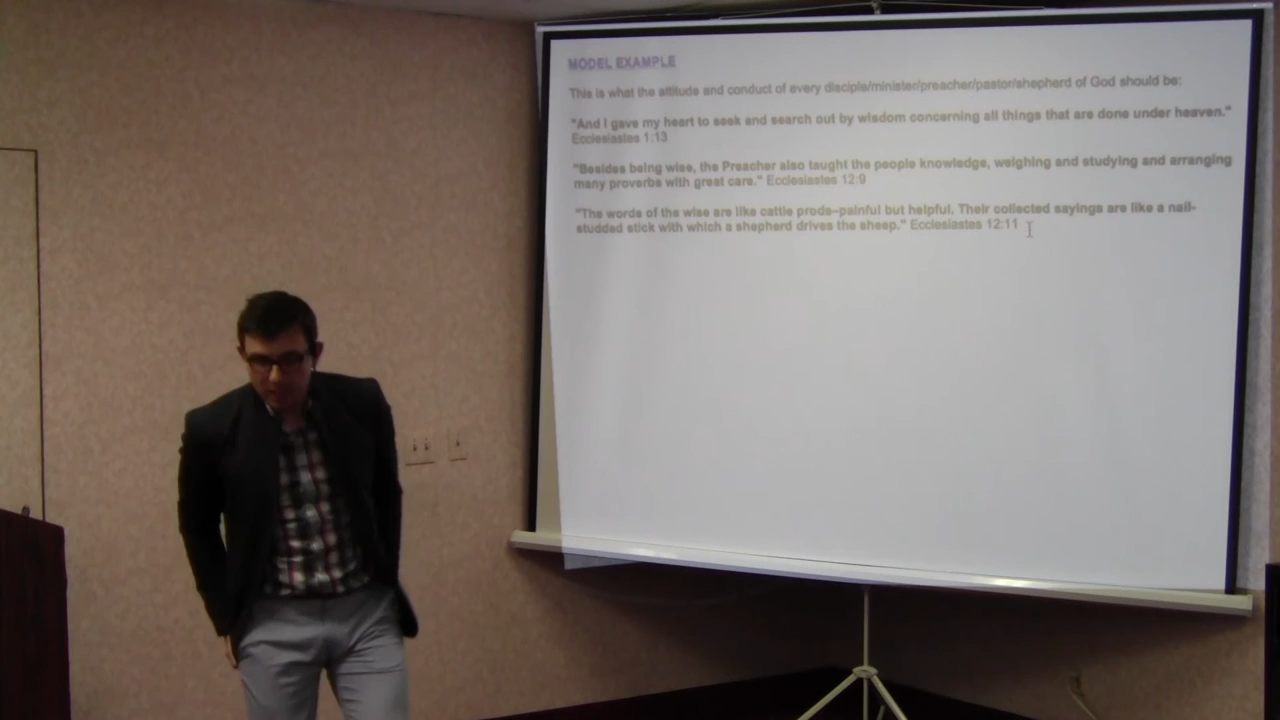 MODEL EXAMPLE
This is what the attitude and conduct of every disciple/minister/preacher/pastor/shepherd of God should be:
"And I gave my heart to seek and search out by wisdom concerning all things that are done under heaven."
Ecclesiastes 1:13
"Besides being wise, the Preacher also taught the people knowledge, weighing and studying and arranging
many proverbs with great care." Ecclesiastes 12:9
"The words of the wise are like cattle prods–painful but helpful. Their collected sayings are like a nail-
studded stick with which a shepherd drives the sheep." Ecclesiastes 12:11